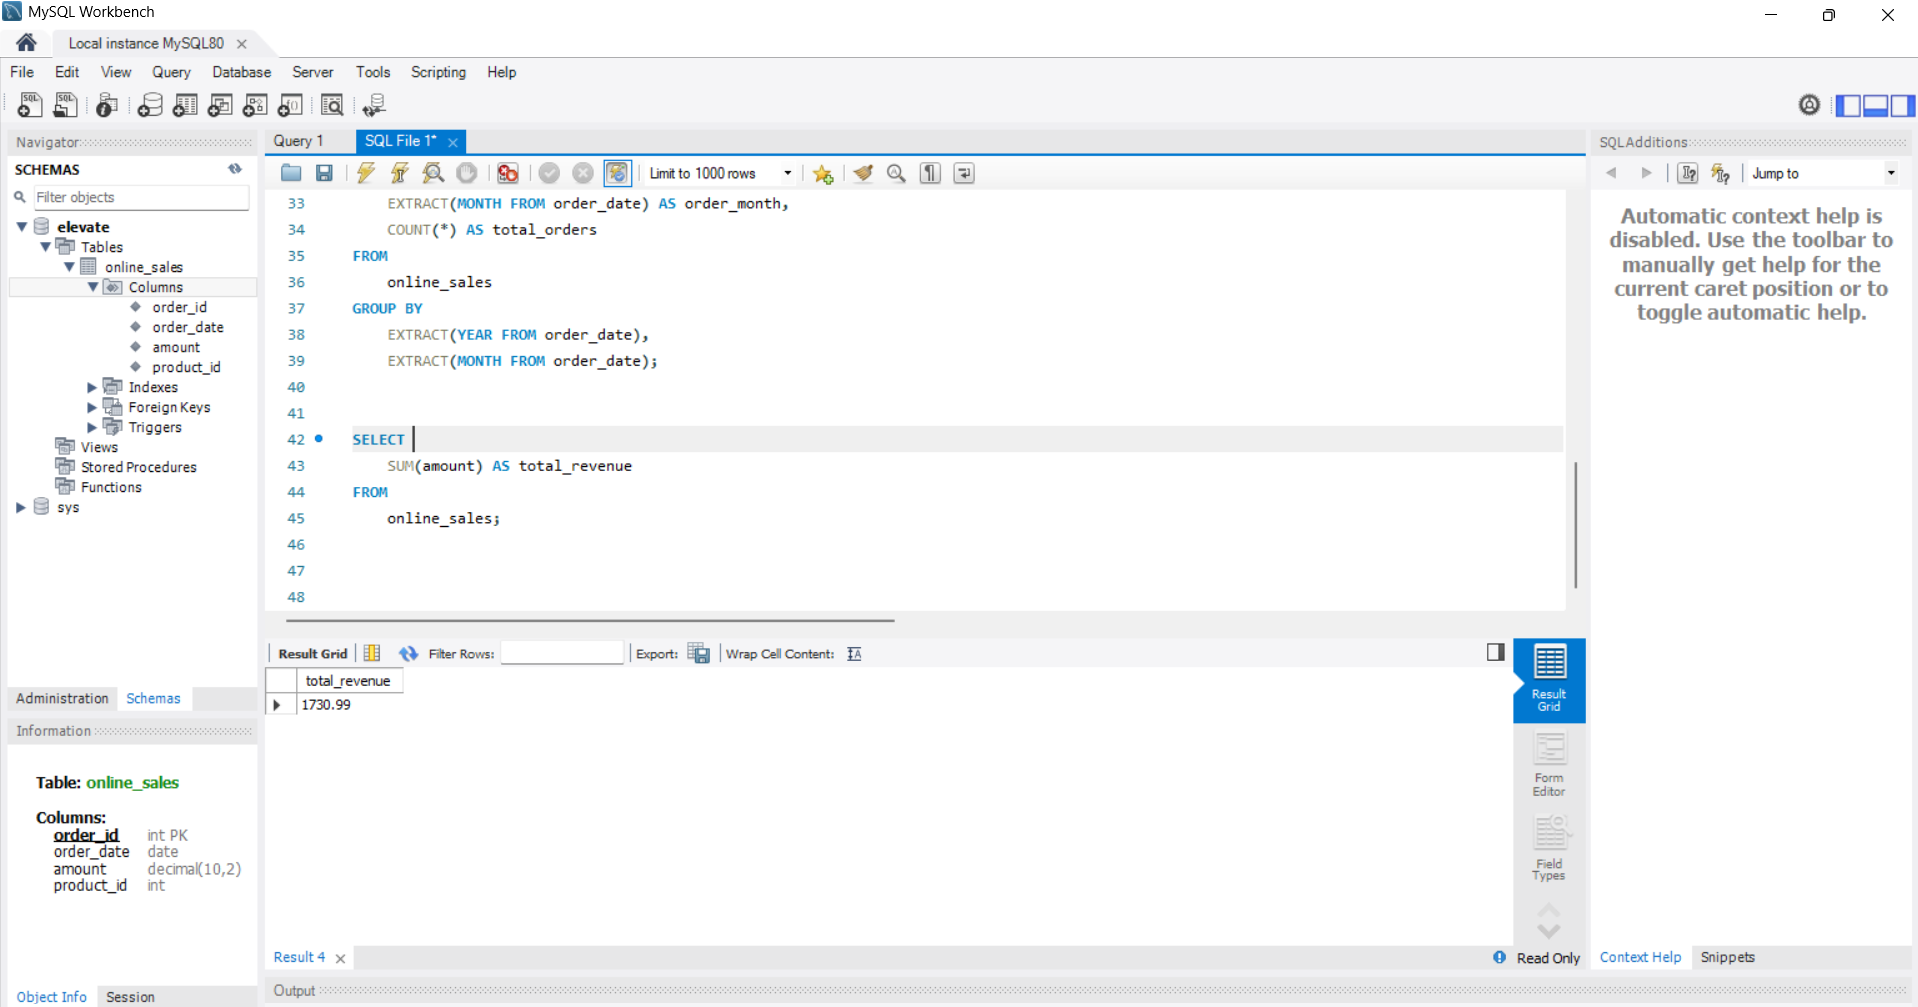 MySQL Workbench
Local instance MySQL80
File Edit View Query Database Server Tools Scripting Help
Navigator
SCHEMAS
Filter objects
elevate
Tables
online_sales
Columns
order_id
order_date
amount
product_id
Indexes
Foreign Keys
Triggers
Views
Stored Procedures
Functions
sys
Administration Schemas
Information
Table: online_sales
Columns:
order_id int PK
order_date date
amount decimal(10,2)
product_id int
Object Info Session
Query 1 SQL File 1*
Limit to 1000 rows
33 EXTRACT(MONTH FROM order_date) AS order_month,
34 COUNT(*) AS total_orders
35 FROM
36 online_sales
37 GROUP BY
38 EXTRACT(YEAR FROM order_date),
39 EXTRACT(MONTH FROM order_date);
40
41
42 SELECT
43 SUM(amount) AS total_revenue
44 FROM
45 online_sales;
46
47
48
Result Grid Filter Rows: Export: Wrap Cell Content:
total_revenue
1730.99
Result
Grid
Form
Editor
Field
Types
Result 4
Read Only
Output
SQLAdditions
Jump to
Automatic context help is
disabled. Use the toolbar to
manually get help for the
current caret position or to
toggle automatic help.
Context Help Snippets